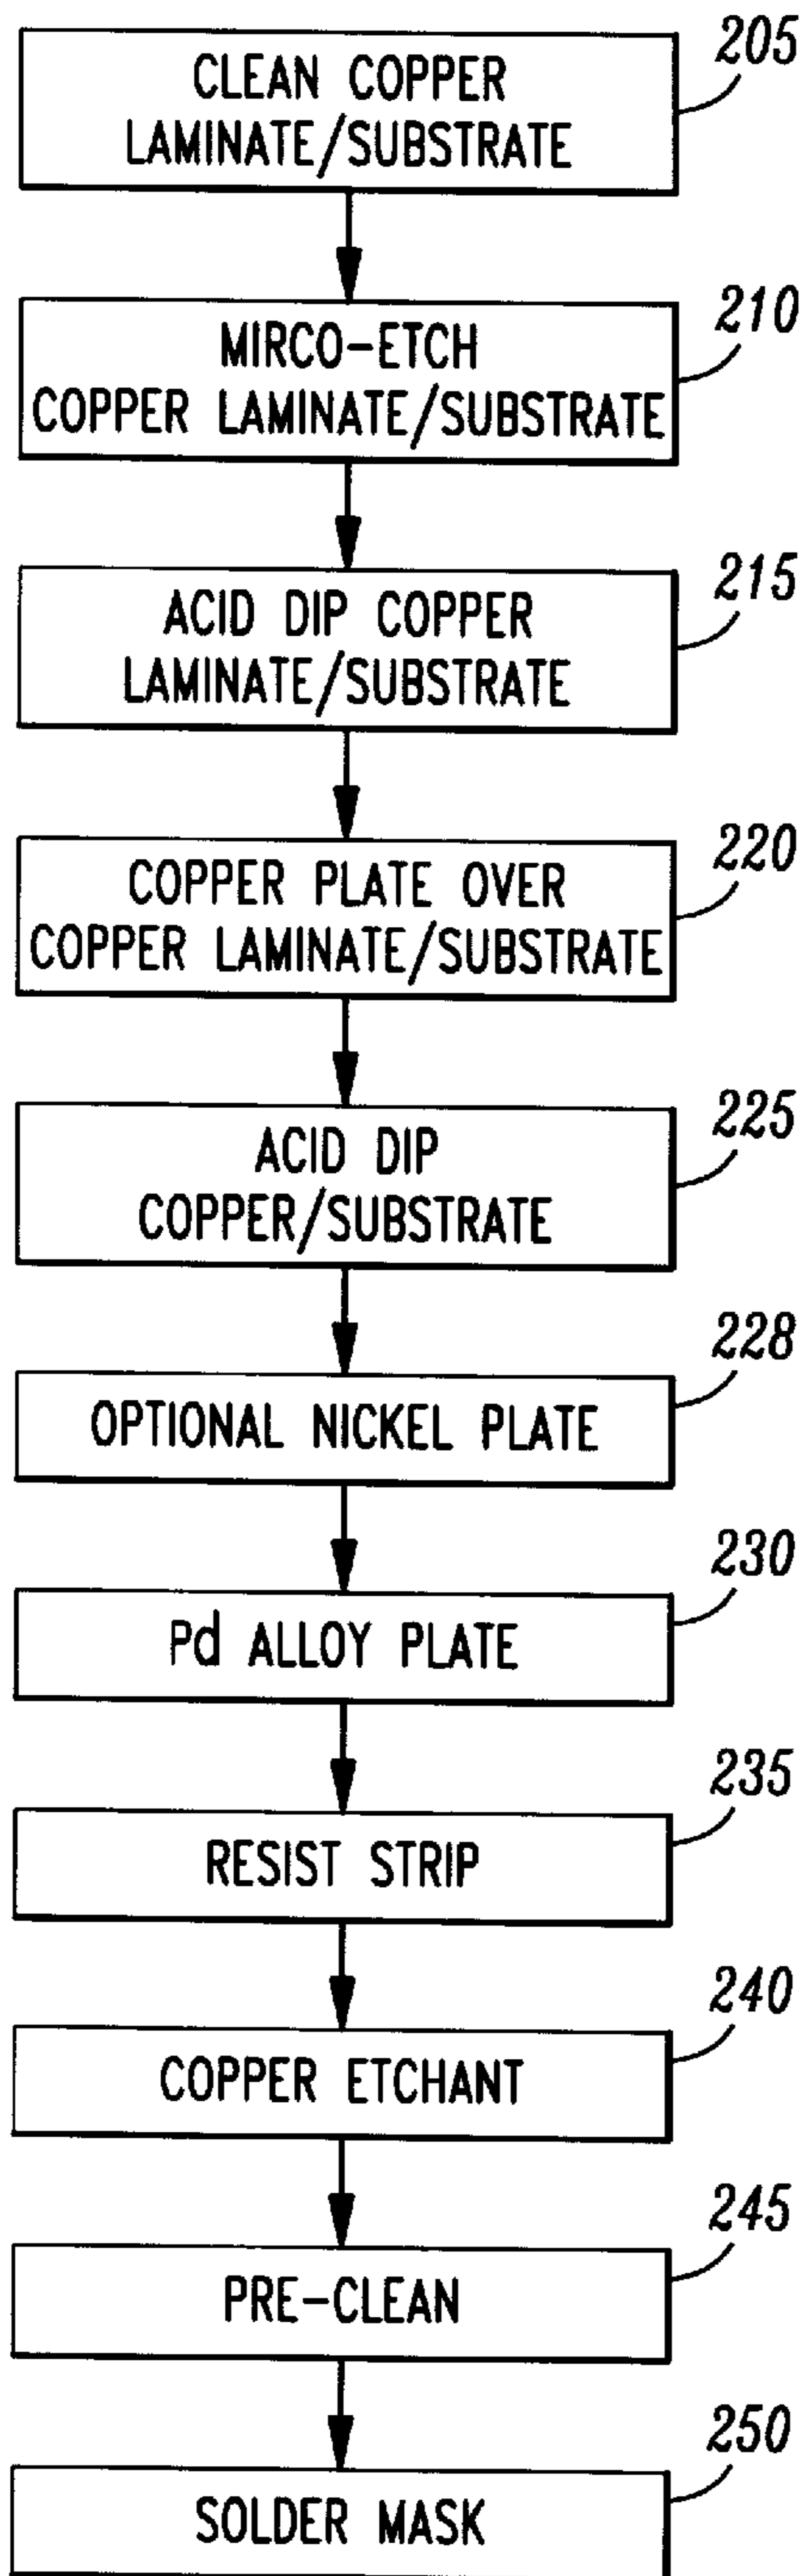 205
CLEAN COPPER
LAMINATE/SUBSTRATE
210
MIRCO-ETCH
COPPER LAMINATE/SUBSTRATE
215
ACID DIP COPPER
LAMINATE/SUBSTRATE
220
COPPER PLATE OVER
COPPER LAMINATE/SUBSTRATE
225
ACID DIP
COPPER/SUBSTRATE
228
OPTIONAL NICKEL PLATE
230
Pd ALLOY PLATE
235
RESIST STRIP
240
COPPER ETCHANT
245
PRE-CLEAN
250
SOLDER MASK